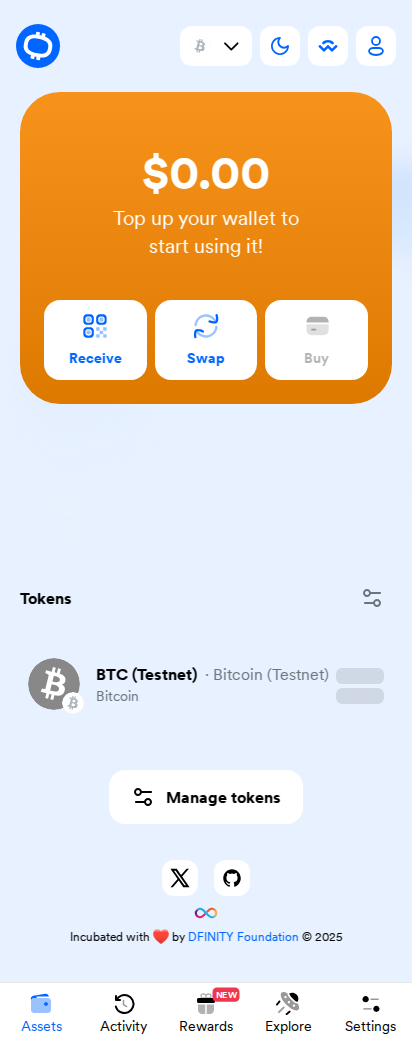 $0.00
Top up your wallet to
start using it!
Receive
Swap
Buy
Tokens
BTC (Testnet) · Bitcoin (Testnet)
Bitcoin
Manage tokens
Incubated with ❤️ by DFINITY Foundation © 2025
NEW
Assets
Activity
Rewards
Explore
Settings